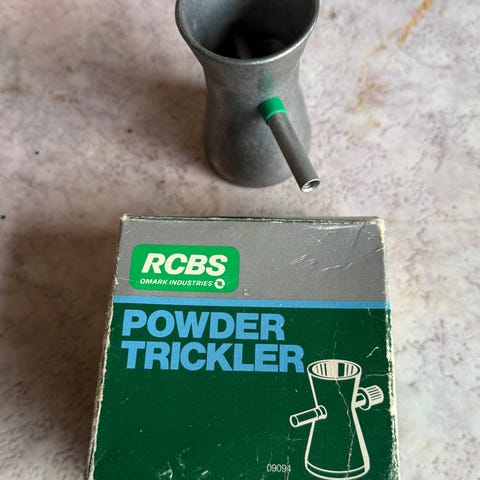 RCBS
OMARK INDUSTRIES
POWDER
TRICKLER
09094